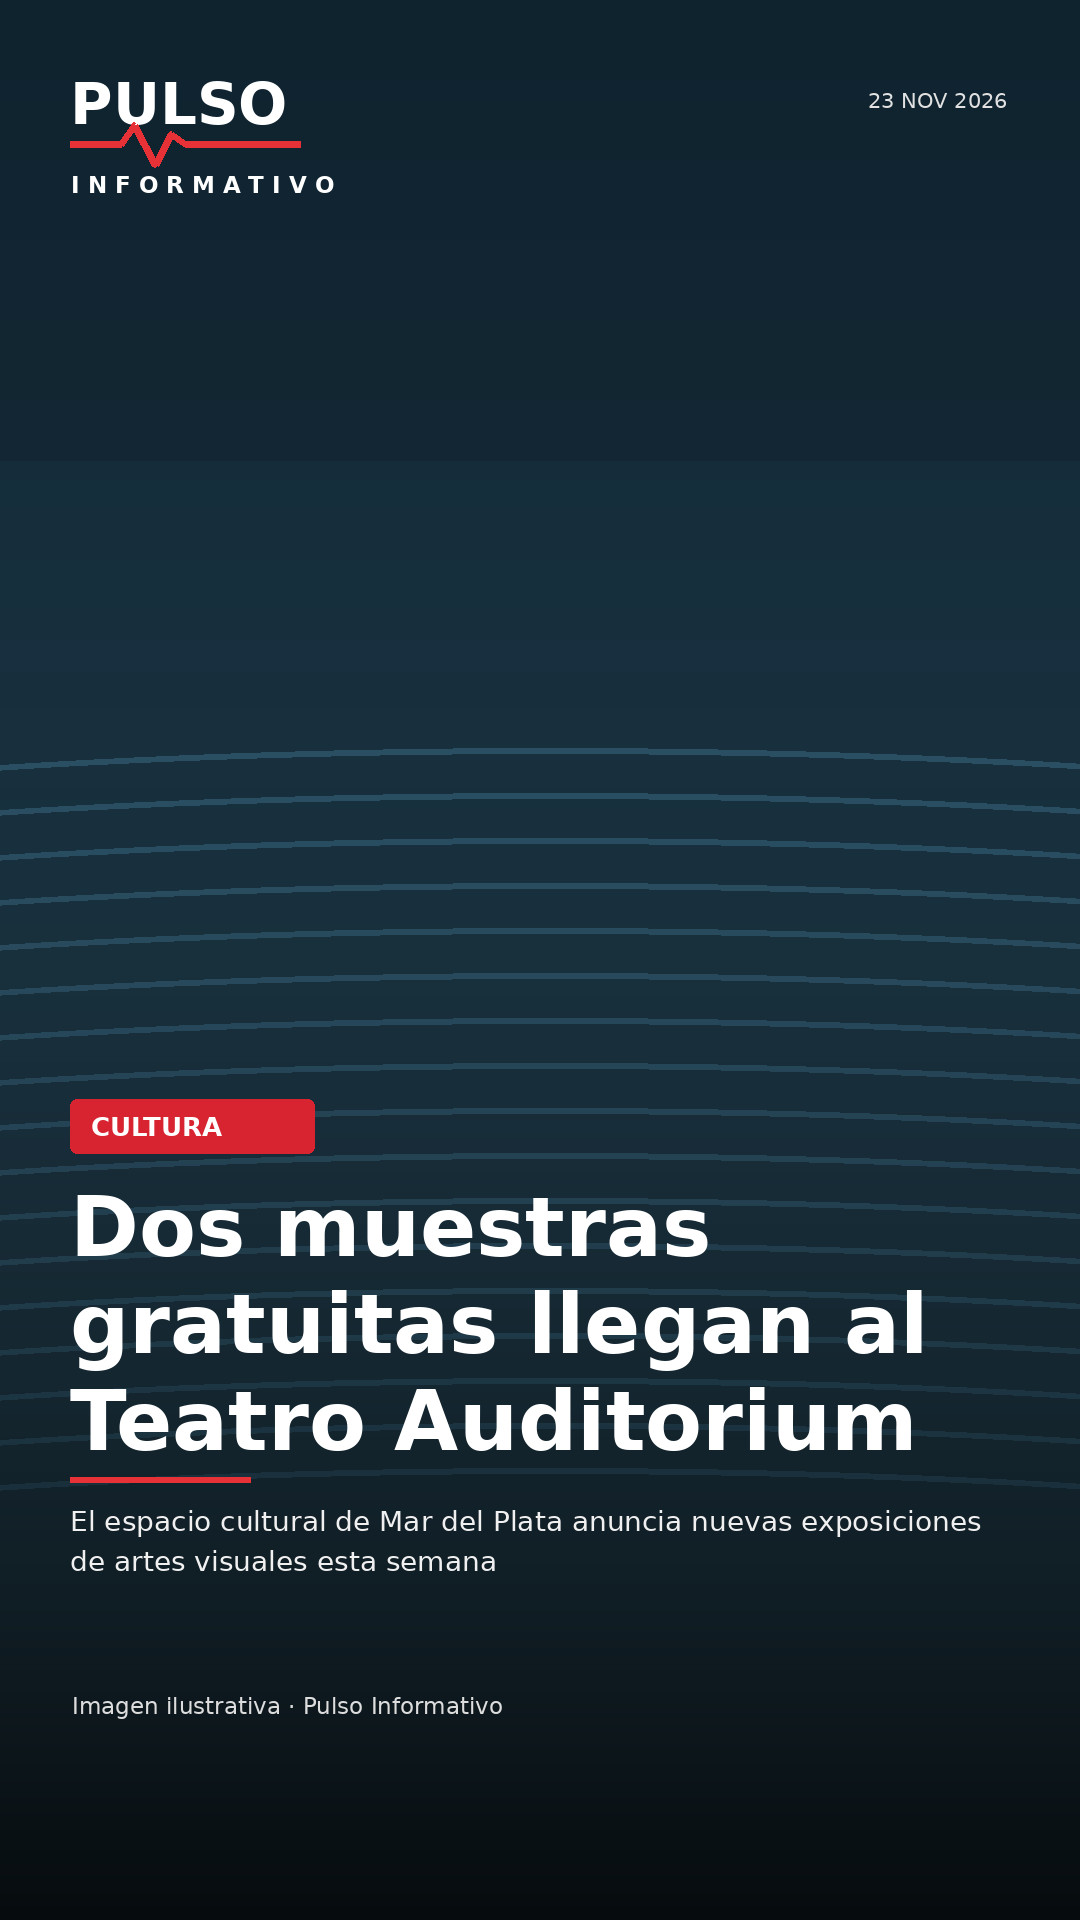 PULSO
INFORMATIVO
23 NOV 2026
CULTURA
Dos muestras
gratuitas llegan al
Teatro Auditorium
El espacio cultural de Mar del Plata anuncia nuevas exposiciones
de artes visuales esta semana
Imagen ilustrativa · Pulso Informativo